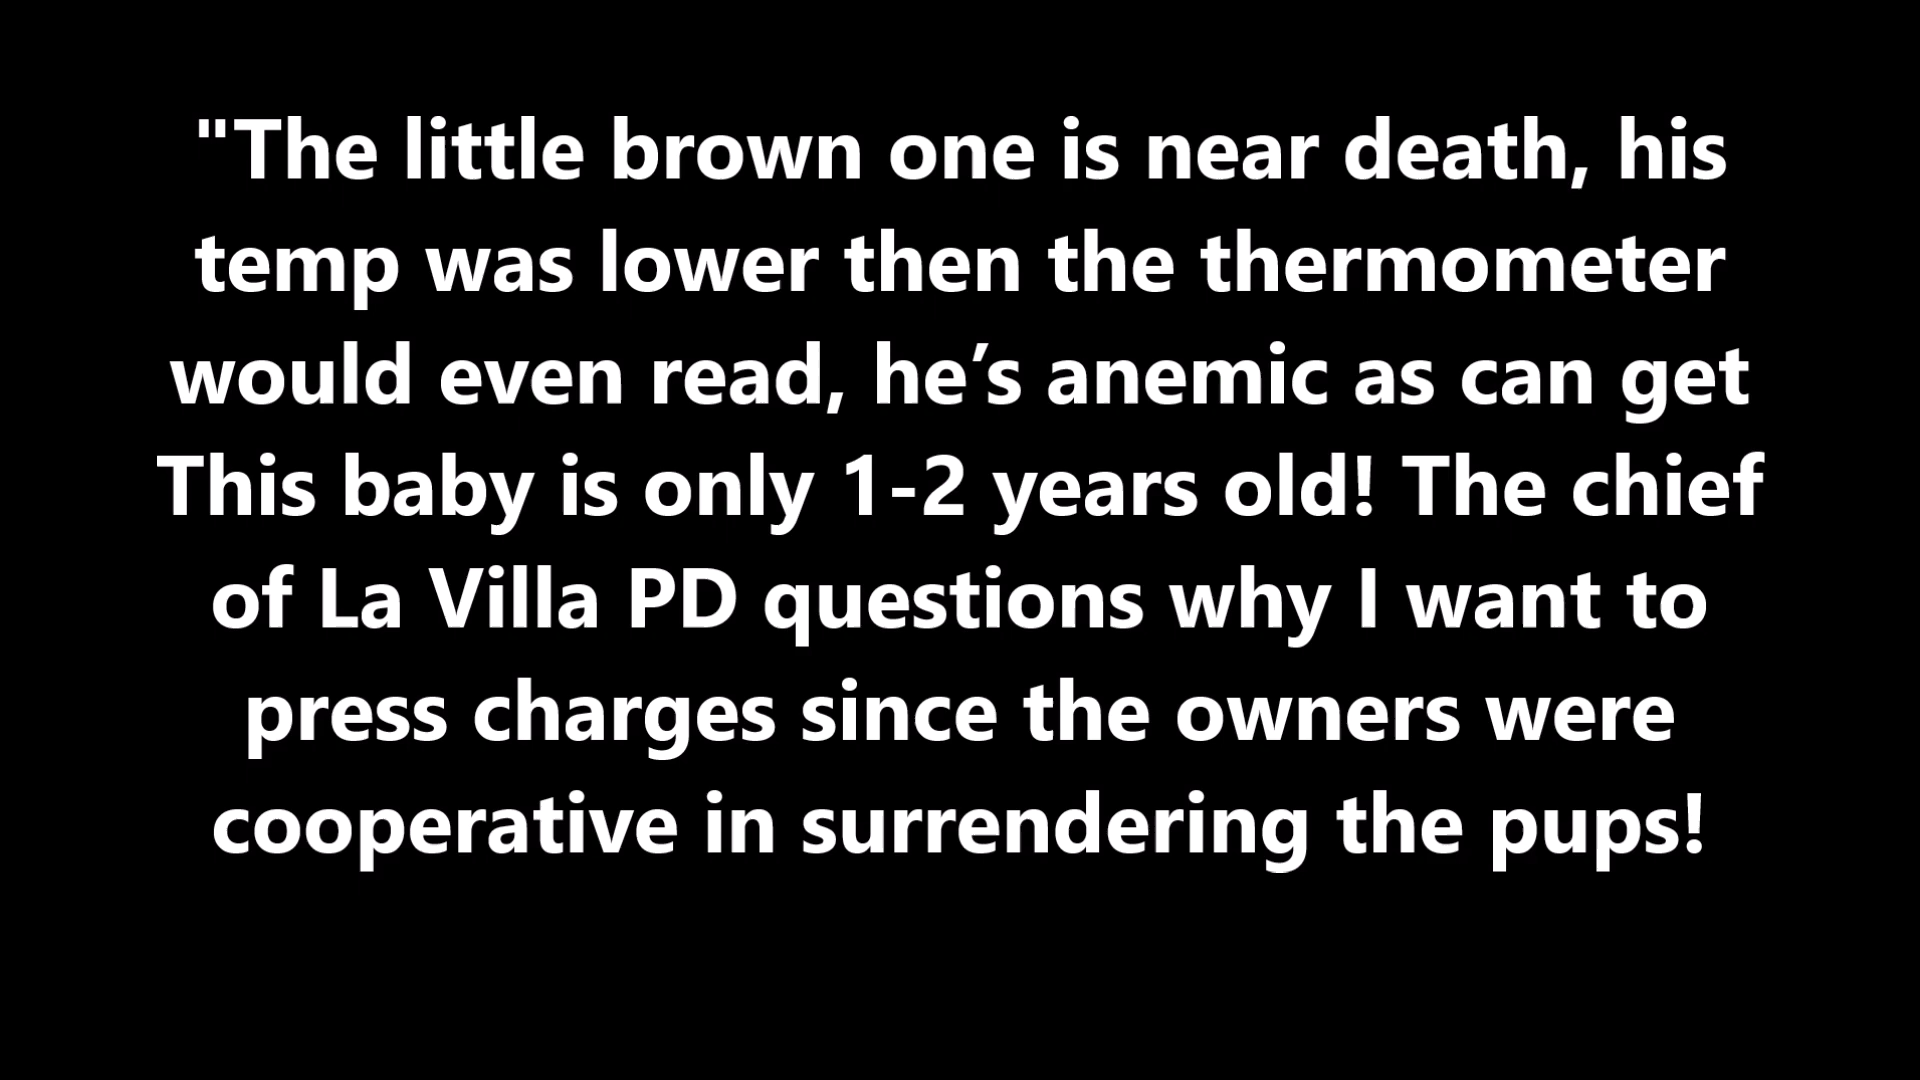 "The little brown one is near death, his
temp was lower then the thermometer
would even read, he’s anemic as can get
This baby is only 1-2 years old! The chief
of La Villa PD questions why I want to
press charges since the owners were
cooperative in surrendering the pups!